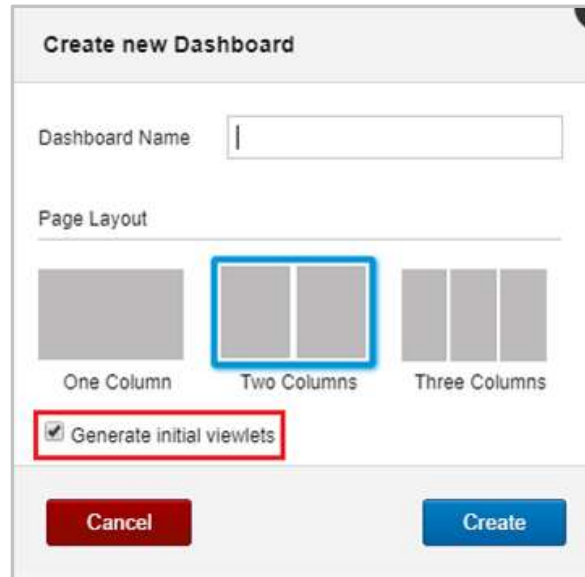 Create new Dashboard
Dashboard Name
Page Layout
One Column Two Columns Three Columns
Generate initial viewlets
Cancel Create